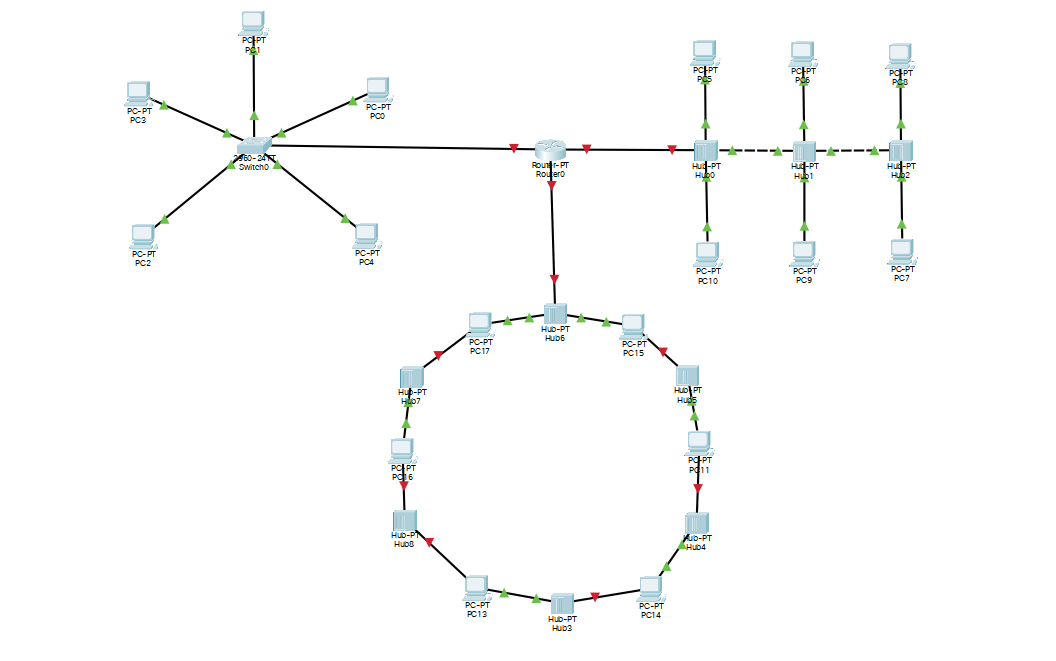 PC-PT
PC1
PC-PT
PC3
PC-PT
PC0
2960-24TT
Switch0
PC-PT
PC2
PC-PT
PC4
Router-PT
Router0
PC-PT
PC5
PC-PT
PC6
PC-PT
PC8
Hub-PT
Hub0
Hub-PT
Hub1
Hub-PT
Hub2
PC-PT
PC10
PC-PT
PC9
PC-PT
PC7
Hub-PT
Hub6
PC-PT
PC17
PC-PT
PC15
Hub-PT
Hub7
Hub-PT
Hub5
PC-PT
PC16
PC-PT
PC11
Hub-PT
Hub8
Hub-PT
Hub4
PC-PT
PC13
Hub-PT
Hub3
PC-PT
PC14